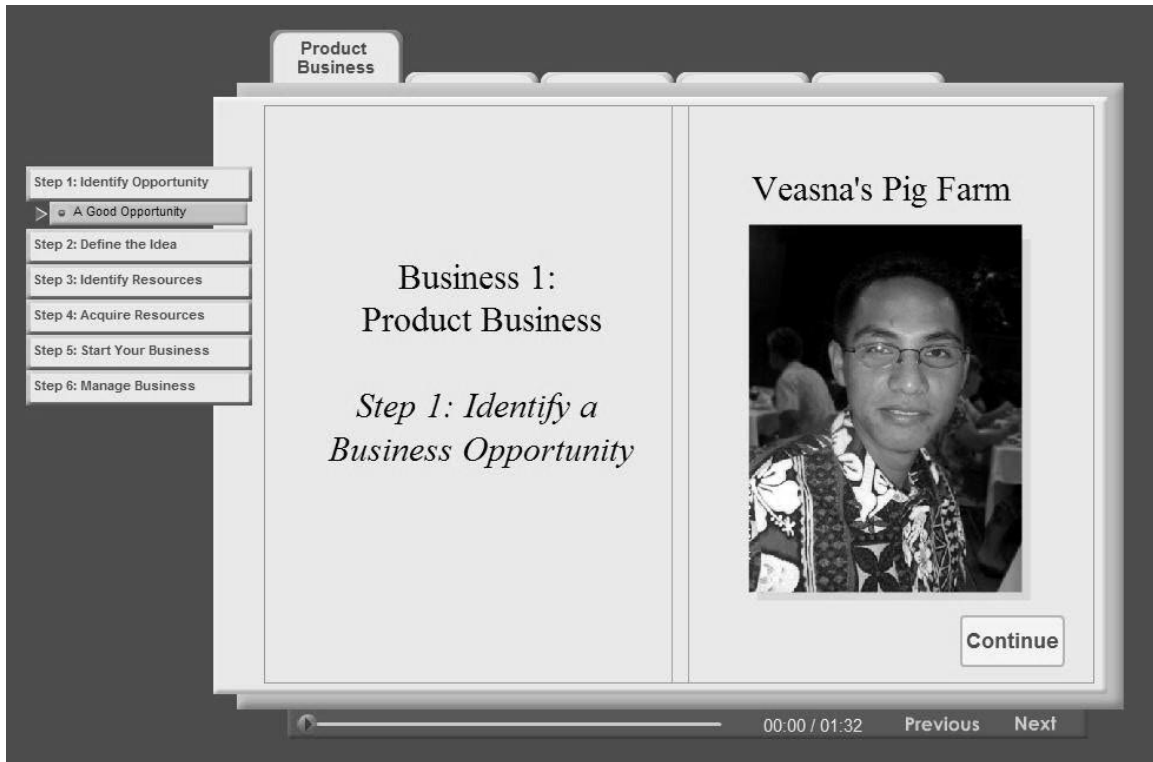 Product
Business
Step 1: Identify Opportunity
A Good Opportunity
Step 2: Define the Idea
Step 3: Identify Resources
Step 4: Acquire Resources
Step 5: Start Your Business
Step 6: Manage Business
Business 1:
Product Business
Step 1: Identify a
Business Opportunity
Veasna's Pig Farm
Continue
00:00 / 01:32
Previous
Next